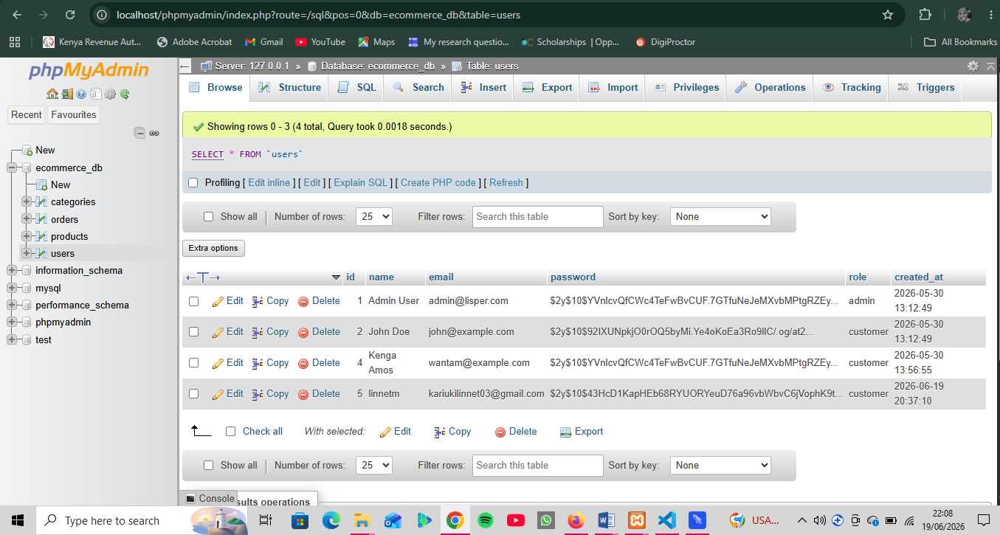 localhost/phpmyadmin/index.php?route=/sql&pos=0&db=ecommerce_db&table=users
Kenya Revenue Aut... Adobe Acrobat Gmail YouTube Maps My research questio... Scholarships | Opp... DigiProctor All Bookmarks
phpMyAdmin
Recent Favourites
New
ecommerce_db
New
categories
orders
products
users
information_schema
mysql
performance_schema
phpmyadmin
test
Server: 127.0.0.1 » Database: ecommerce_db » Table: users
Browse Structure SQL Search Insert Export Import Privileges Operations Tracking Triggers
Showing rows 0 - 3 (4 total, Query took 0.0018 seconds.)
SELECT * FROM `users`
Profiling [ Edit inline ] [ Edit ] [ Explain SQL ] [ Create PHP code ] [ Refresh ]
Show all | Number of rows: 25 Filter rows: Search this table Sort by key: None
Extra options
←T→ id name email password role created_at
Edit Copy Delete 1 Admin User admin@lisper.com $2y$10$YVnIcvQfCWc4TeFwBvCUF.7GTfuNeJeMXvbMPtgRZEy... admin 2026-05-30
13:12:49
Edit Copy Delete 2 John Doe john@example.com $2y$10$92IXUNpkjO0rOQ5byMi.Ye4oKoEa3Ro9llC/.og/at2... customer 2026-05-30
13:12:49
Edit Copy Delete 4 Kenga
Amos wantam@example.com $2y$10$YVnIcvQfCWc4TeFwBvCUF.7GTfuNeJeMXvbMPtgRZEy... customer 2026-05-30
13:56:55
Edit Copy Delete 5 linnetm kariukilinnet03@gmail.com $2y$10$43HcD1KapHEb68RYUORYeuD76a96vbWbvC6jVophK9t... customer 2026-06-19
20:37:10
Check all With selected: Edit Copy Delete Export
Show all | Number of rows: 25 Filter rows: Search this table Sort by key: None
Console sults operations
Type here to search
USA...
22:08
19/06/2026